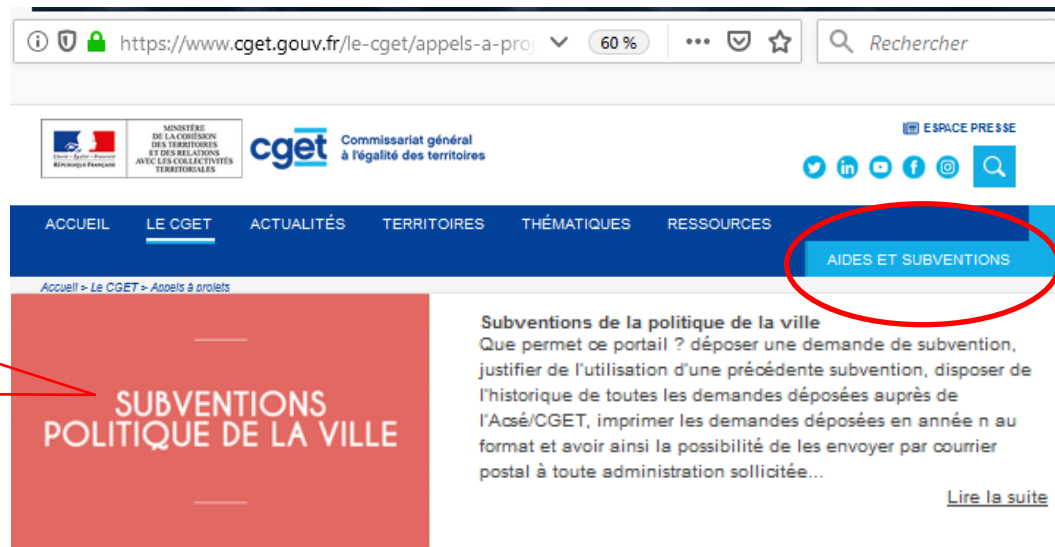 https://www.cget.gouv.fr/le-cget/appels-a-proj
60 %
Rechercher
MINISTÈRE
DE LA COHÉSION
DES TERRITOIRES
ET DES RELATIONS
AVEC LES COLLECTIVITÉS
TERRITORIALES
Liberté • Égalité • Fraternité
RÉPUBLIQUE FRANÇAISE
cget
Commissariat général
à l'égalité des territoires
ESPACE PRESSE
ACCUEIL LE CGET ACTUALITÉS TERRITOIRES THÉMATIQUES RESSOURCES
AIDES ET SUBVENTIONS
Accueil > Le CGET > Appels à projets
SUBVENTIONS
POLITIQUE DE LA VILLE
Subventions de la politique de la ville
Que permet ce portail ? déposer une demande de subvention,
justifier de l'utilisation d'une précédente subvention, disposer de
l'historique de toutes les demandes déposées auprès de
l'Acsé/CGET, imprimer les demandes déposées en année n au
format et avoir ainsi la possibilité de les envoyer par courrier
postal à toute administration sollicitée...
Lire la suite